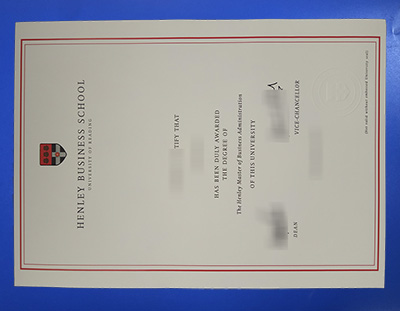 HENLEY BUSINESS SCHOOL
UNIVERSITY OF READING
TIFY THAT
HAS BEEN DULY AWARDED
THE DEGREE OF
The Henley Master of Business Administration
OF THIS UNIVERSITY
DEAN
VICE-CHANCELLOR